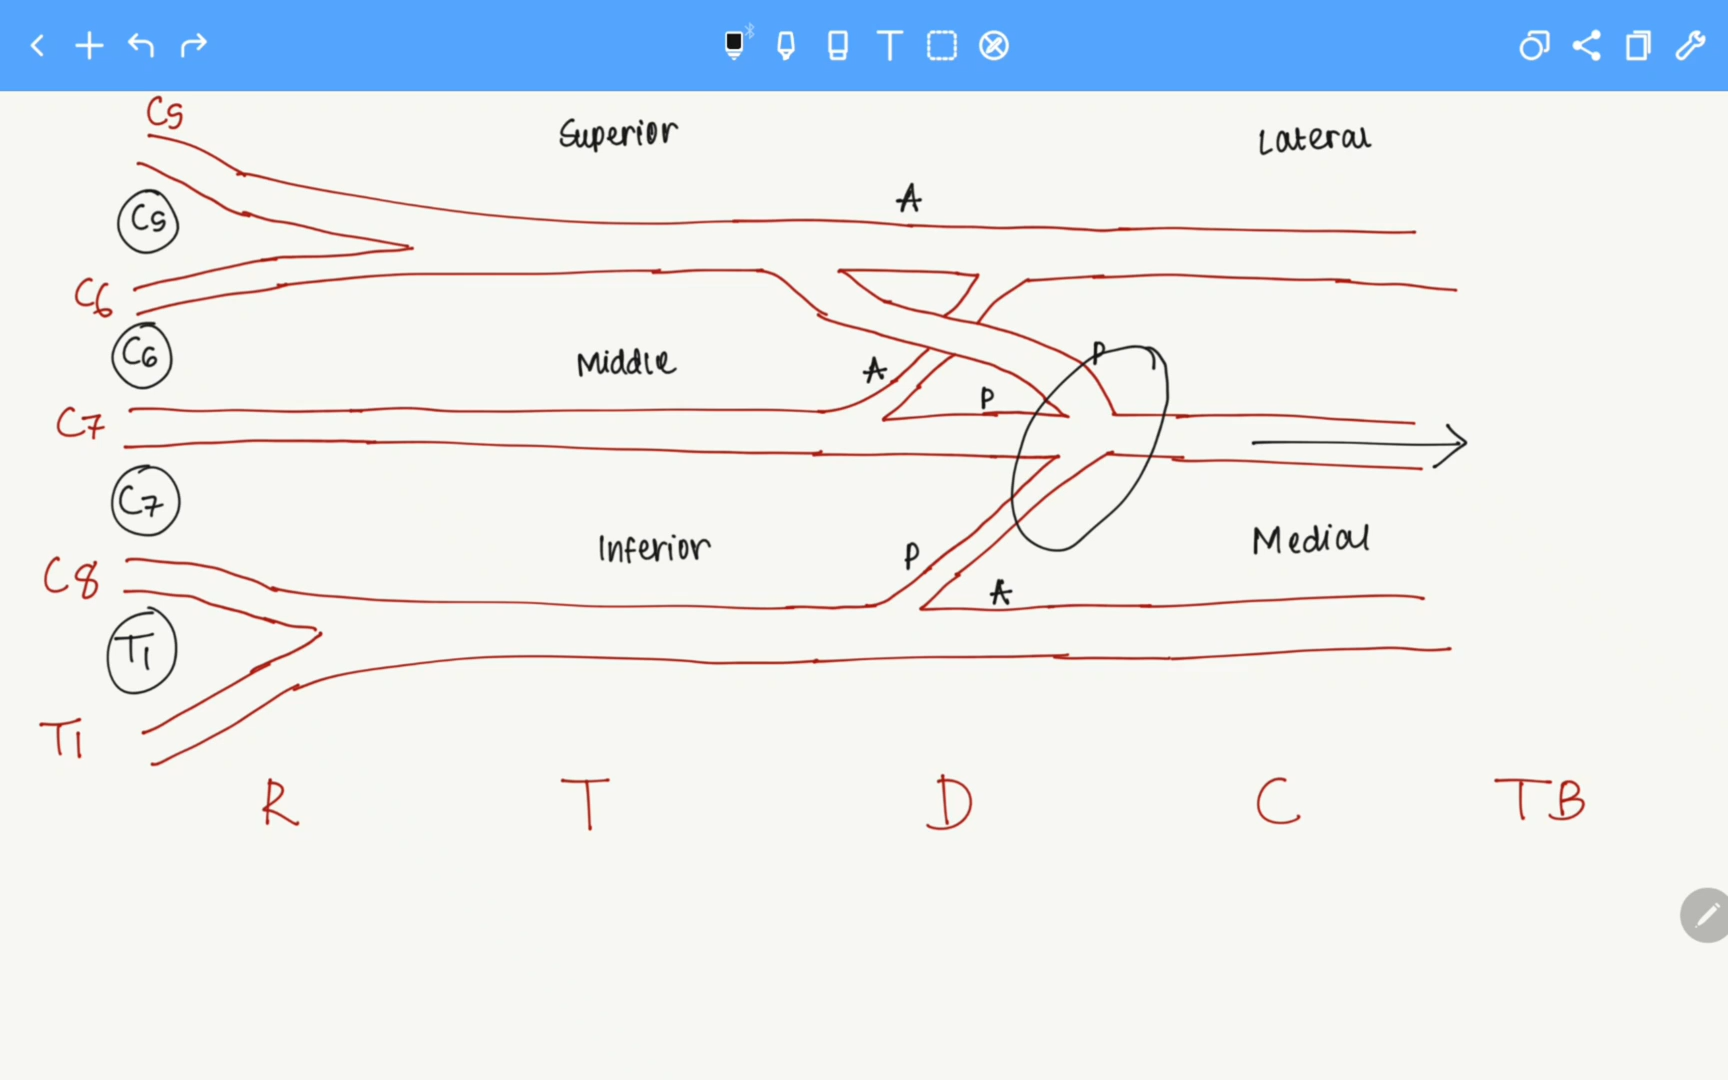 C5
Superior
Lateral
A
C5
C6
P
C6
Middle
A
P
C7
C7
Inferior
P
Medial
C8
A
T1
T1
R T D C TB
T